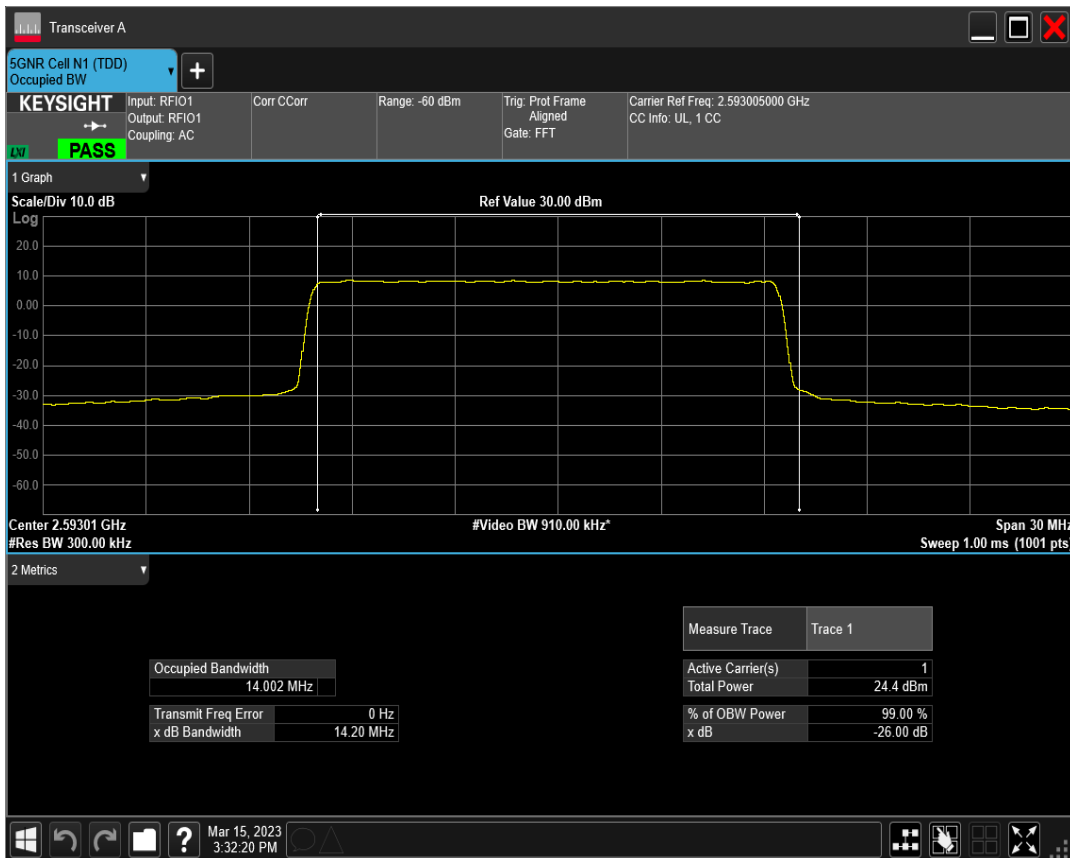 Transceiver A
5GNR Cell N1 (TDD)
Occupied BW
KEYSIGHT
LXI
PASS
Input: RFIO1
Output: RFIO1
Coupling: AC
Corr CCorr
Range: -60 dBm
Trig: Prot Frame
Aligned
Gate: FFT
Carrier Ref Freq: 2.593005000 GHz
CC Info: UL, 1 CC
1 Graph
Scale/Div 10.0 dB
Ref Value 30.00 dBm
Log
20.0
10.0
0.00
-10.0
-20.0
-30.0
-40.0
-50.0
-60.0
Center 2.59301 GHz
#Video BW 910.00 kHz*
Span 30 MHz
#Res BW 300.00 kHz
Sweep 1.00 ms (1001 pts)
2 Metrics
Measure Trace Trace 1
Occupied Bandwidth
14.002 MHz
Transmit Freq Error 0 Hz
x dB Bandwidth 14.20 MHz
Active Carrier(s) 1
Total Power 24.4 dBm
% of OBW Power 99.00 %
x dB -26.00 dB
Mar 15, 2023
3:32:20 PM